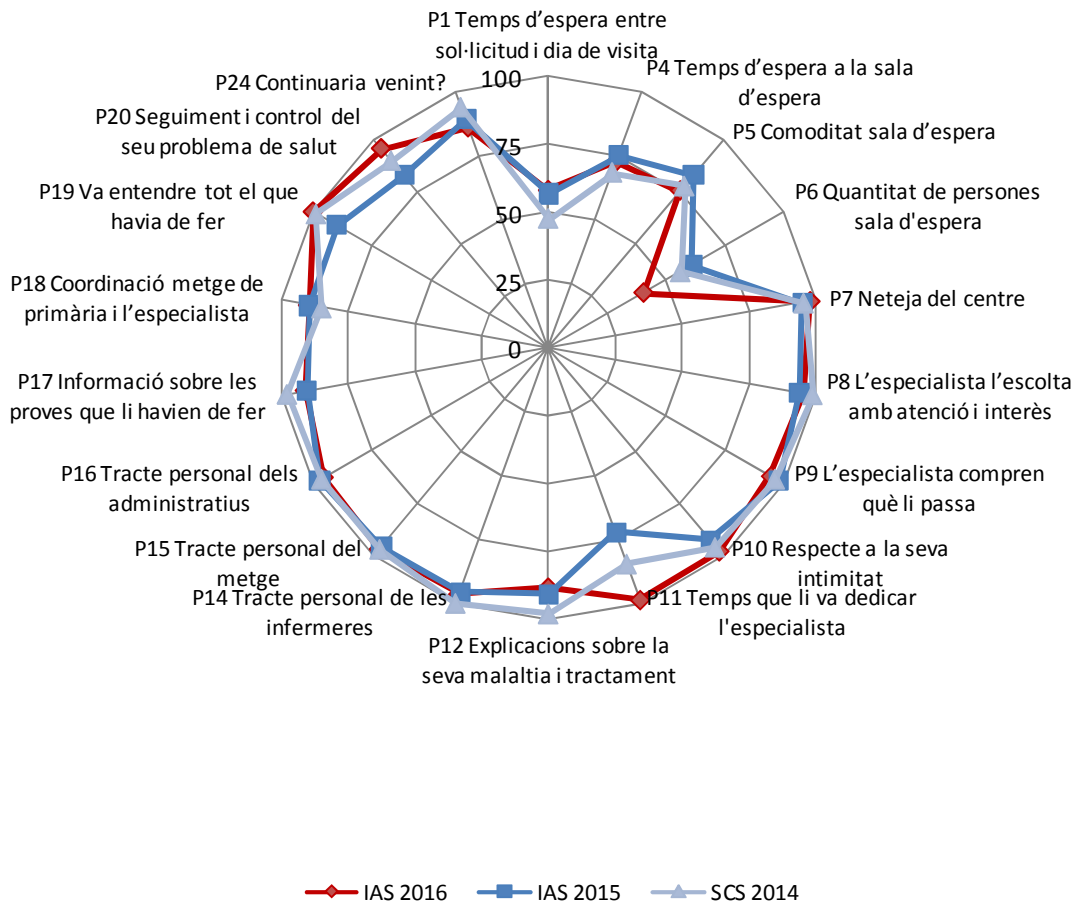 P1 Temps d’espera entre
sol·licitud i dia de visita
P4 Temps d’espera a la sala
d’espera
P5 Comoditat sala d’espera
P6 Quantitat de persones
sala d'espera
P7 Neteja del centre
P8 L’especialista l’escolta
amb atenció i interès
P9 L’especialista compren
què li passa
P10 Respecte a la seva
intimitat
P11 Temps que li va dedicar
l'especialista
P12 Explicacions sobre la
seva malaltia i tractament
P14 Tracte personal de les
infermeres
P15 Tracte personal del
metge
P16 Tracte personal dels
administratius
P17 Informació sobre les
proves que li havien de fer
P18 Coordinació metge de
primària i l’especialista
P19 Va entendre tot el que
havia de fer
P20 Seguiment i control del
seu problema de salut
P24 Continuaria venint?
100
75
50
25
0
IAS 2016
IAS 2015
SCS 2014